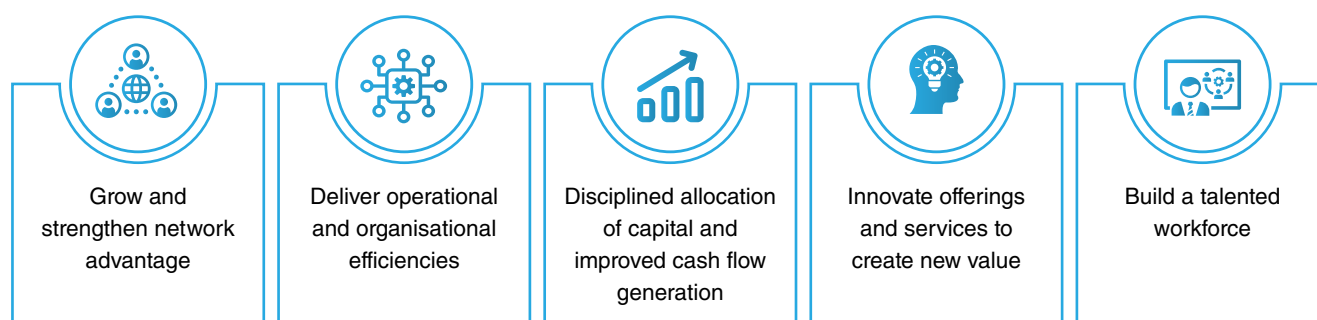 Grow and
strengthen network
advantage
Deliver operational
and organisational
efficiencies
Disciplined allocation
of capital and
improved cash flow
generation
Innovate offerings
and services to
create new value
Build a talented
workforce